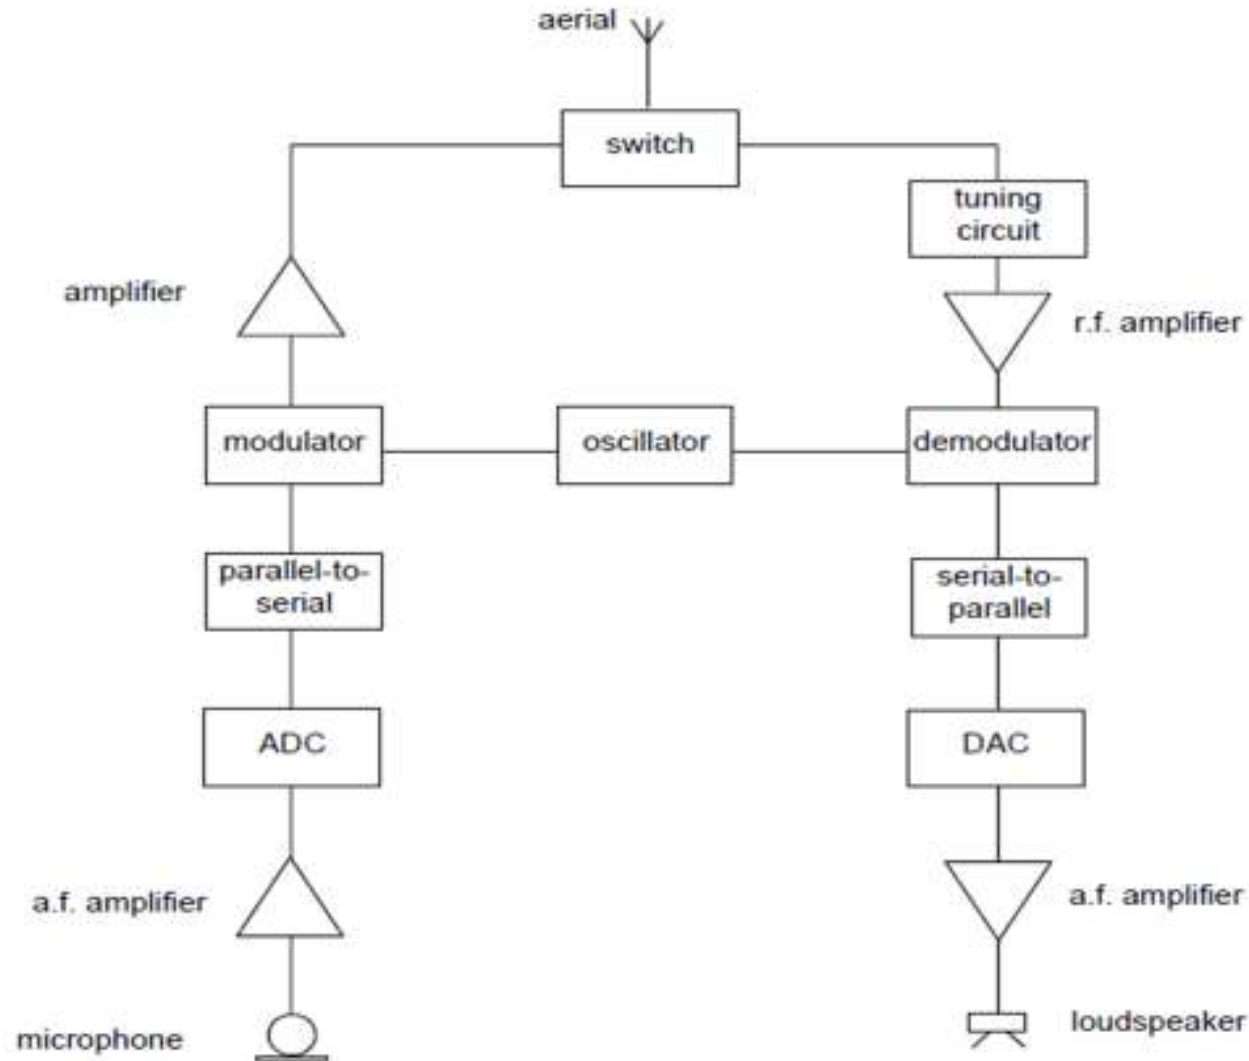 aerial
switch
tuning
circuit
amplifier
r.f. amplifier
modulator
oscillator
demodulator
parallel-to-
serial
serial-to-
parallel
ADC
DAC
a.f. amplifier
a.f. amplifier
microphone
loudspeaker